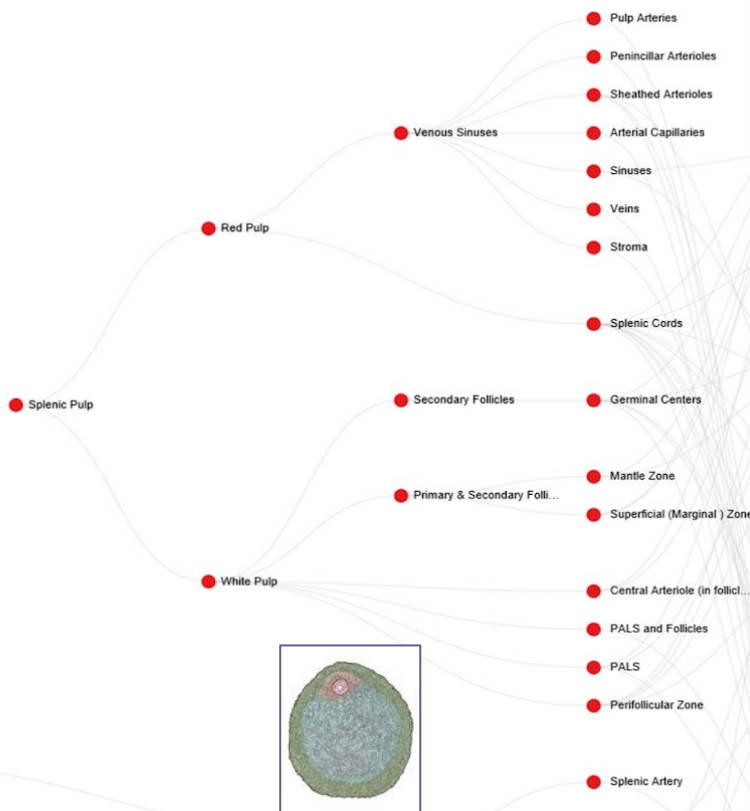 Pulp Arteries
Penincillar Arterioles
Sheathed Arterioles
Venous Sinuses
Arterial Capillaries
Sinuses
Veins
Red Pulp
Stroma
Splenic Cords
Splenic Pulp
Secondary Follicles
Germinal Centers
Mantle Zone
Primary & Secondary Folli...
Superficial (Marginal ) Zone
White Pulp
Central Arteriole (in follicl...
PALS and Follicles
PALS
Perifollicular Zone
Splenic Artery